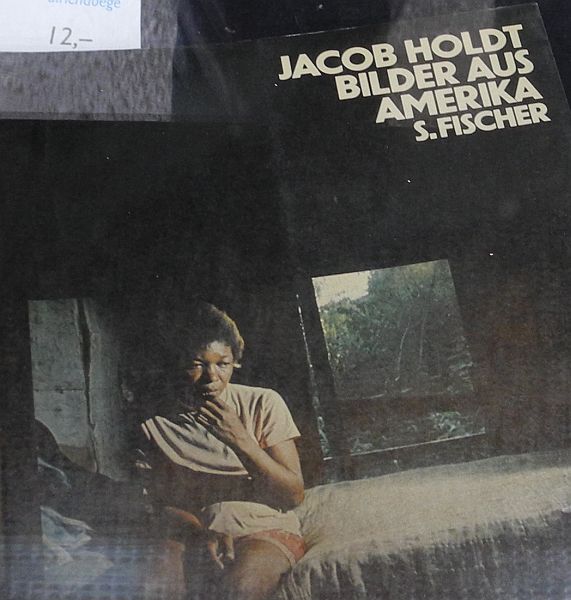 12,–
JACOB HOLDT
BILDER AUS
AMERIKA
S. FISCHER